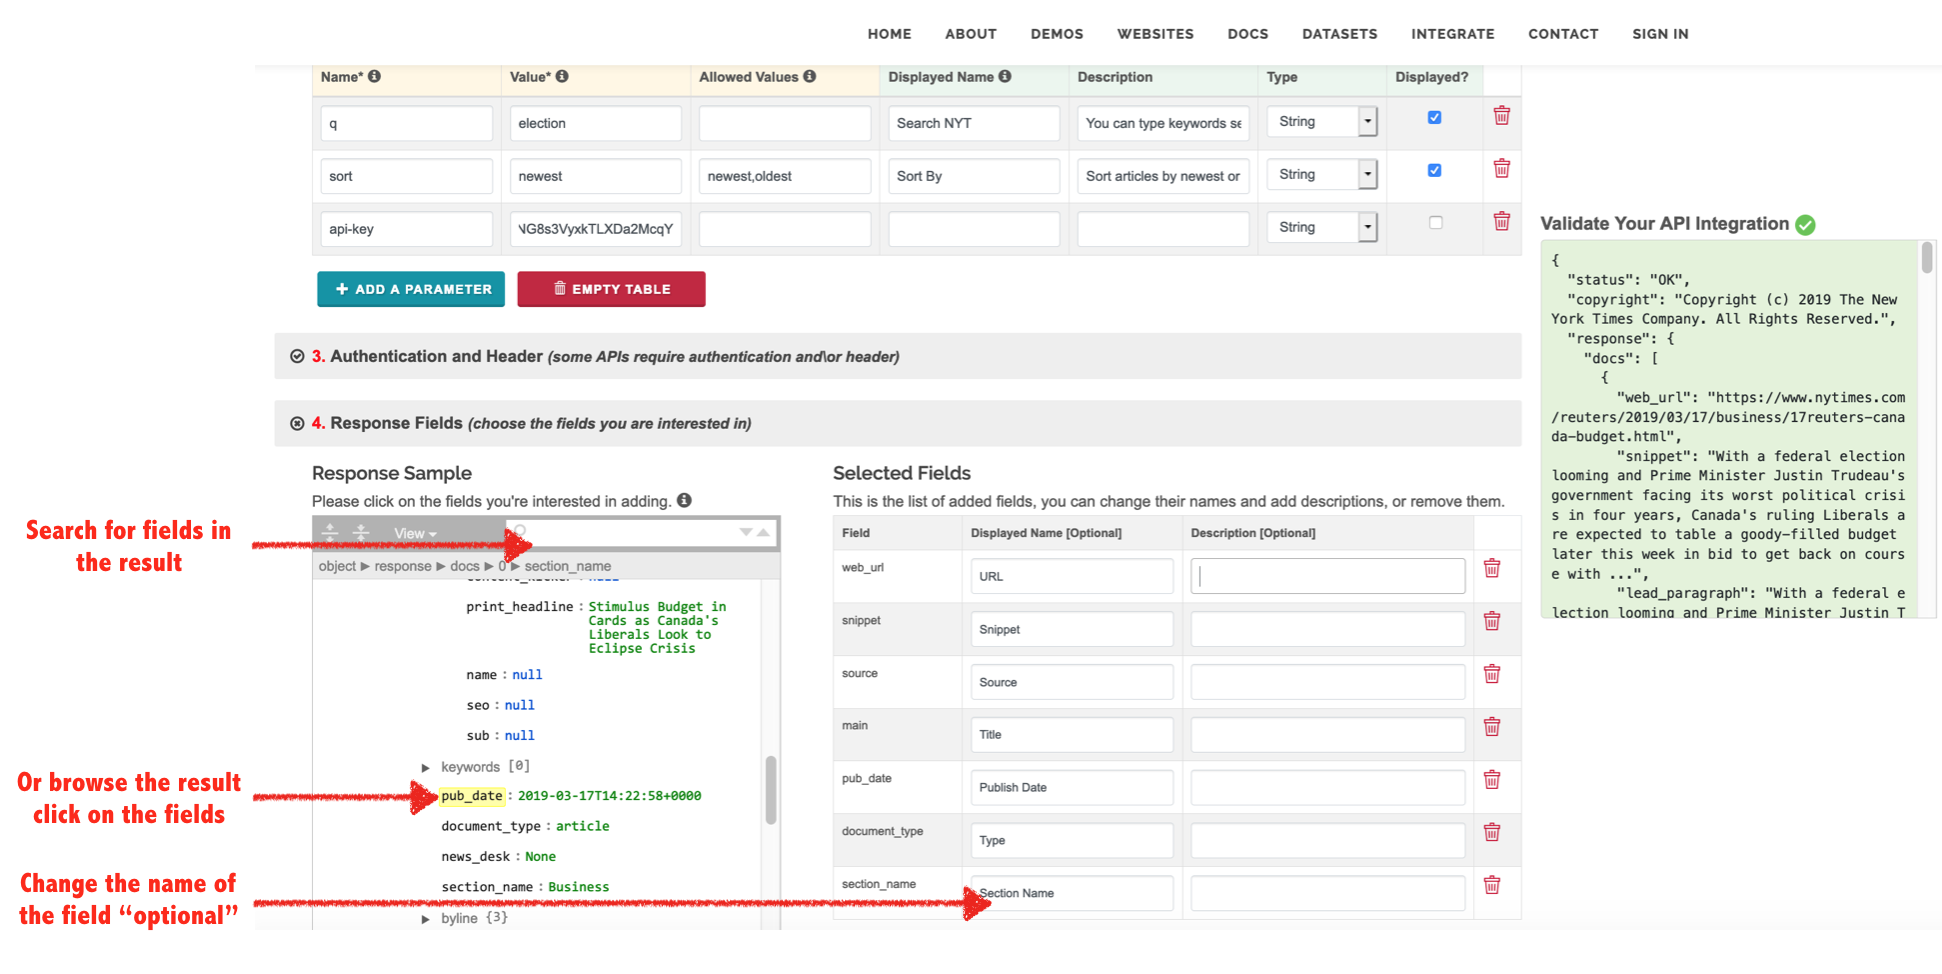 HOME ABOUT DEMOS WEBSITES DOCS DATASETS INTEGRATE CONTACT SIGN IN
Name* Value* Allowed Values Displayed Name Description Type Displayed?
q election Search NYT You can type keywords se String
sort newest newest,oldest Sort By Sort articles by newest or String
api-key NG8s3VyxkTLXDa2McqY String
+ ADD A PARAMETER EMPTY TABLE
3. Authentication and Header (some APIs require authentication and\or header)
4. Response Fields (choose the fields you are interested in)
Response Sample
Please click on the fields you're interested in adding.
View
object ► response ► docs ► 0 ► section_name
print_headline : Stimulus Budget in
Cards as Canada's
Liberals Look to
Eclipse Crisis
name : null
seo : null
sub : null
keywords [0]
pub_date : 2019-03-17T14:22:58+0000
document_type : article
news_desk : None
section_name : Business
byline {3}
Search for fields in
the result
Or browse the result
click on the fields
Change the name of
the field “optional”
Selected Fields
This is the list of added fields, you can change their names and add descriptions, or remove them.
Field Displayed Name [Optional] Description [Optional]
web_url URL
snippet Snippet
source Source
main Title
pub_date Publish Date
document_type Type
section_name Section Name
Validate Your API Integration
{
"status": "OK",
"copyright": "Copyright (c) 2019 The New
York Times Company. All Rights Reserved.",
"response": {
"docs": [
{
"web_url": "https://www.nytimes.com
/reuters/2019/03/17/business/17reuters-cana
da-budget.html",
"snippet": "With a federal election
looming and Prime Minister Justin Trudeau's
government facing its worst political crisi
s in four years, Canada's ruling Liberals a
re expected to table a goody-filled budget
later this week in bid to get back on cours
e with ...",
"lead_paragraph": "With a federal e
lection looming and Prime Minister Justin T